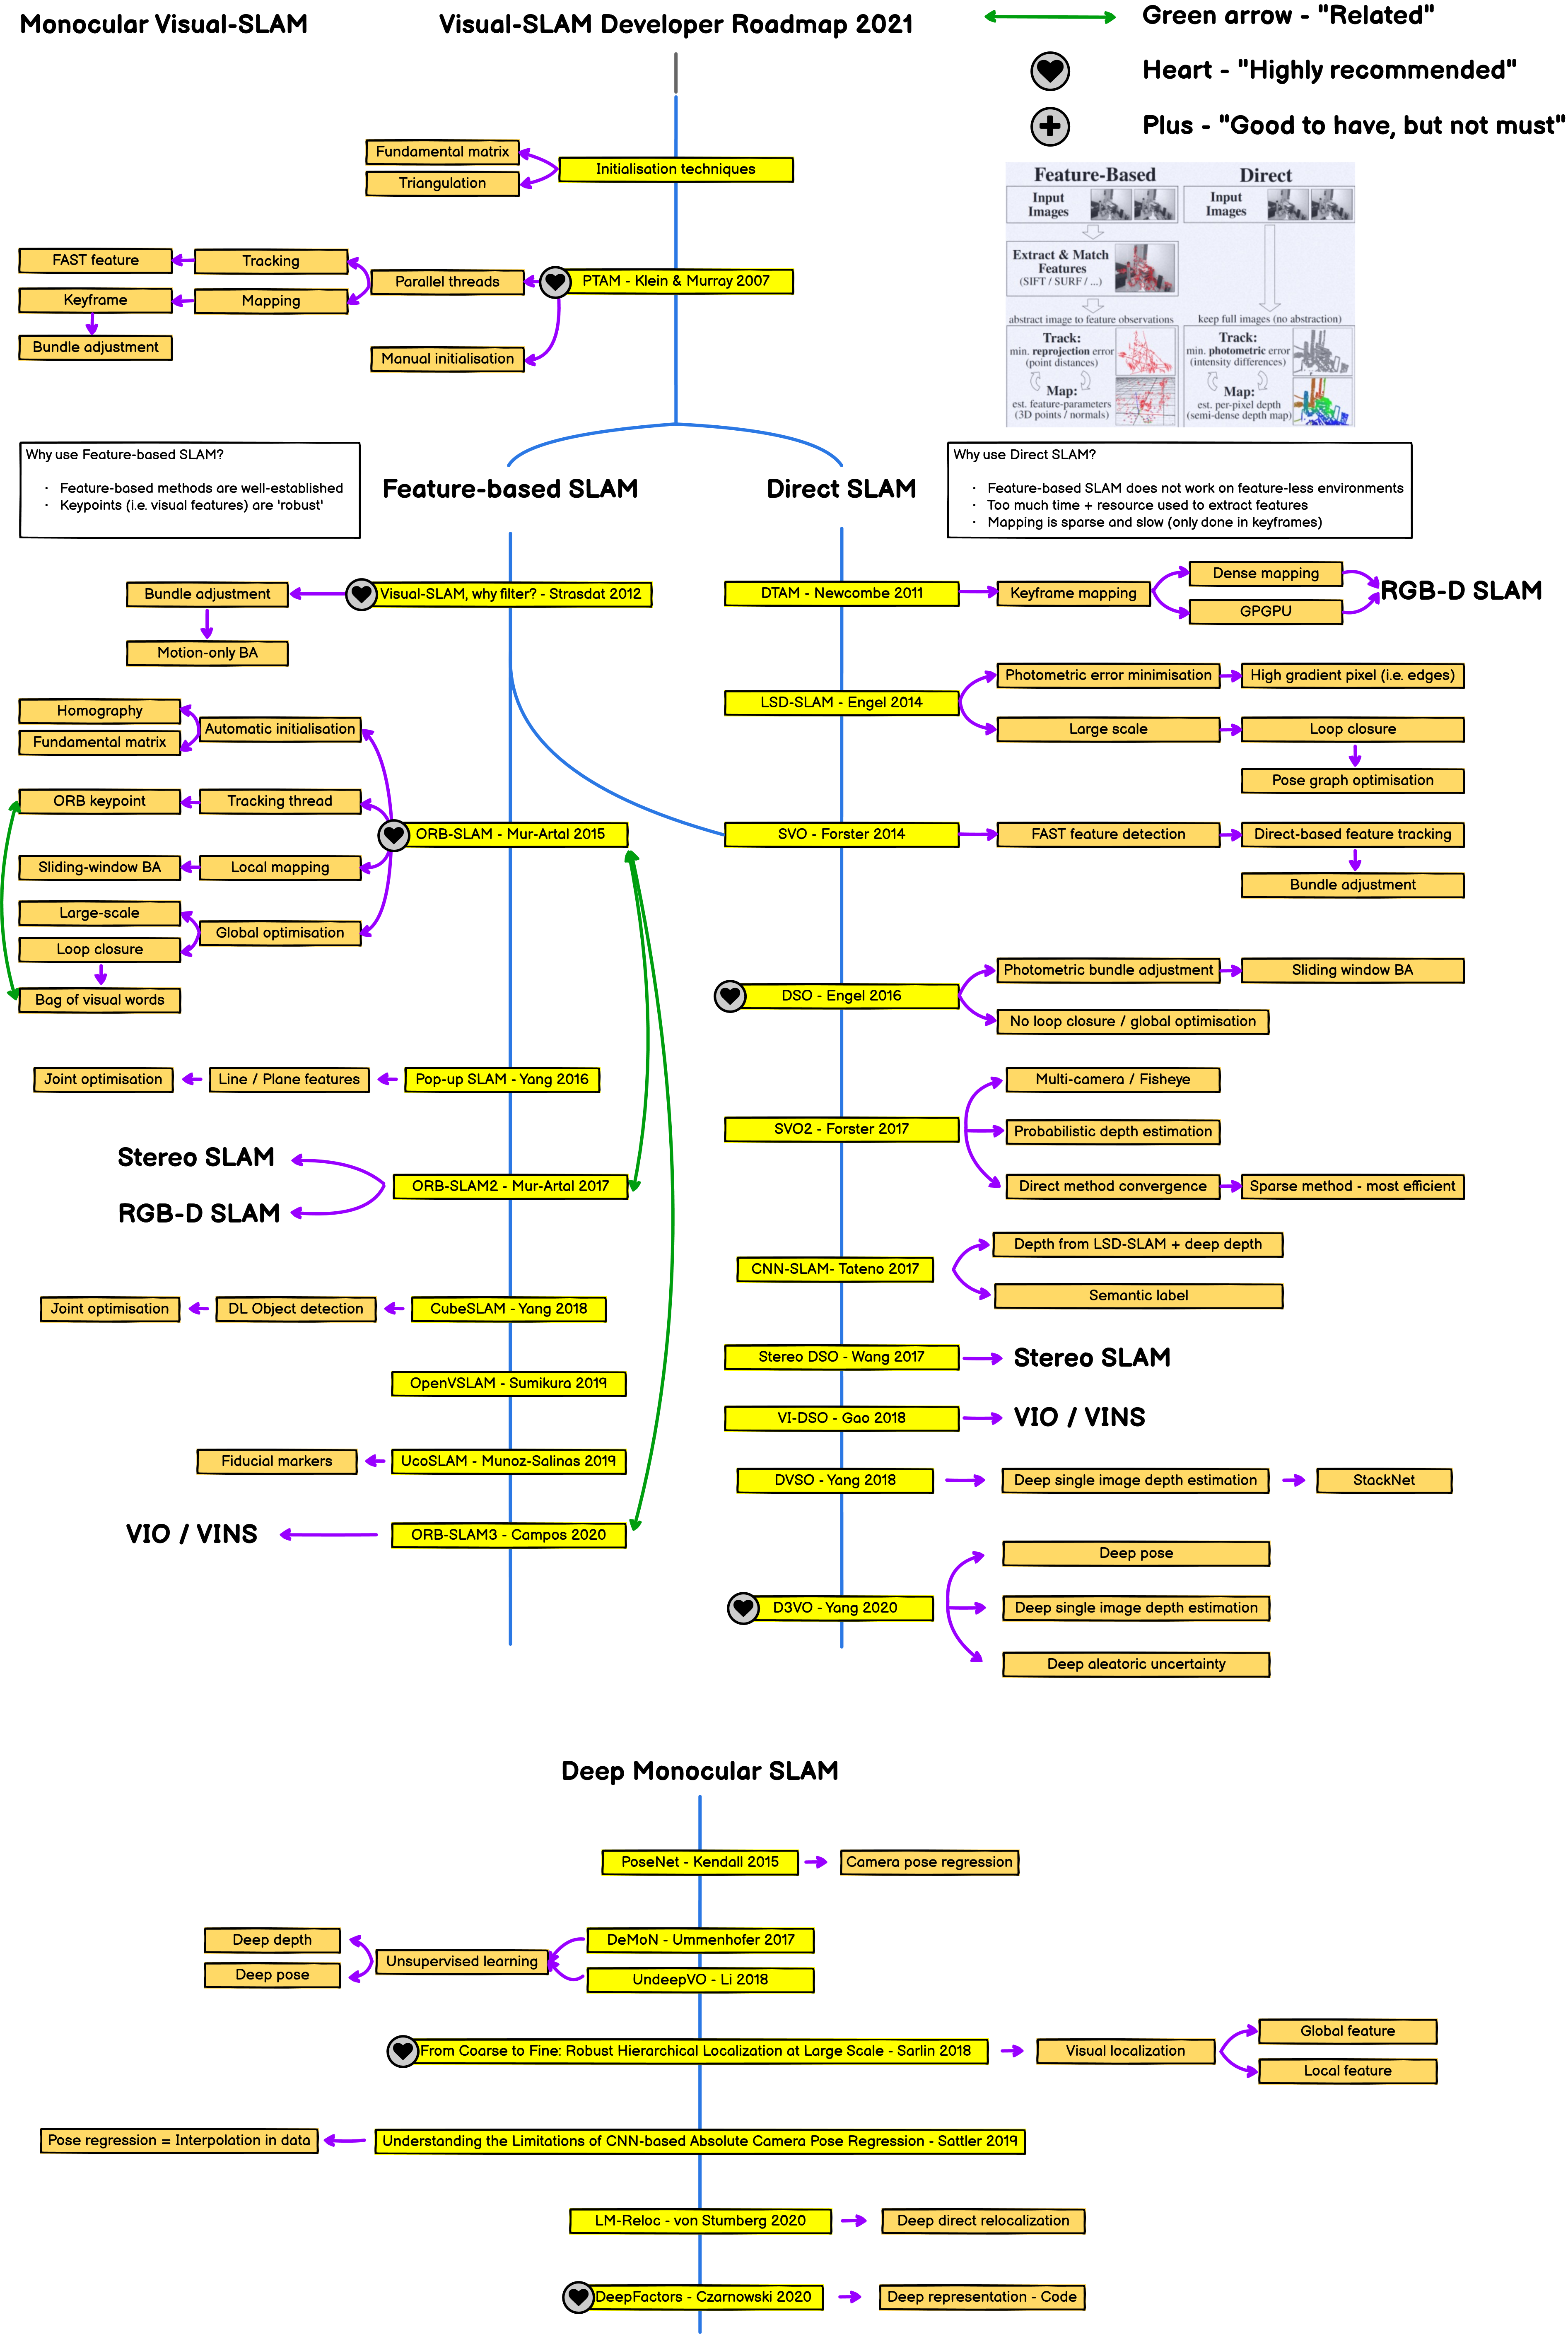 Monocular Visual-SLAM
Visual-SLAM Developer Roadmap 2021
Green arrow - "Related"
Heart - "Highly recommended"
Plus - "Good to have, but not must"
Initialisation techniques
Fundamental matrix
Triangulation
PTAM - Klein & Murray 2007
Parallel threads
Tracking
FAST feature
Mapping
Keyframe
Bundle adjustment
Manual initialisation
Feature-Based
Input
Images
Extract & Match
Features
(SIFT / SURF / ...)
abstract image to feature observations
Track:
min. reprojection error
(point distances)
Map:
est. feature-parameters
(3D points / normals)
Direct
Input
Images
keep full images (no abstraction)
Track:
min. photometric error
(intensity differences)
Map:
est. per-pixel depth
(semi-dense depth map)
Why use Feature-based SLAM?
· Feature-based methods are well-established
· Keypoints (i.e. visual features) are 'robust'
Feature-based SLAM
Direct SLAM
Why use Direct SLAM?
· Feature-based SLAM does not work on feature-less environments
· Too much time + resource used to extract features
· Mapping is sparse and slow (only done in keyframes)
Visual-SLAM, why filter? - Strasdat 2012
Bundle adjustment
Motion-only BA
ORB-SLAM - Mur-Artal 2015
Automatic initialisation
Homography
Fundamental matrix
Tracking thread
ORB keypoint
Local mapping
Sliding-window BA
Global optimisation
Large-scale
Loop closure
Bag of visual words
Pop-up SLAM - Yang 2016
Line / Plane features
Joint optimisation
ORB-SLAM2 - Mur-Artal 2017
Stereo SLAM
RGB-D SLAM
CubeSLAM - Yang 2018
DL Object detection
Joint optimisation
OpenVSLAM - Sumikura 2019
UcoSLAM - Munoz-Salinas 2019
Fiducial markers
ORB-SLAM3 - Campos 2020
VIO / VINS
DTAM - Newcombe 2011
Keyframe mapping
Dense mapping
GPGPU
RGB-D SLAM
LSD-SLAM - Engel 2014
Photometric error minimisation
High gradient pixel (i.e. edges)
Large scale
Loop closure
Pose graph optimisation
SVO - Forster 2014
FAST feature detection
Direct-based feature tracking
Bundle adjustment
DSO - Engel 2016
Photometric bundle adjustment
Sliding window BA
No loop closure / global optimisation
SVO2 - Forster 2017
Multi-camera / Fisheye
Probabilistic depth estimation
Direct method convergence
Sparse method - most efficient
CNN-SLAM- Tateno 2017
Depth from LSD-SLAM + deep depth
Semantic label
Stereo DSO - Wang 2017
Stereo SLAM
VI-DSO - Gao 2018
VIO / VINS
DVSO - Yang 2018
Deep single image depth estimation
StackNet
D3VO - Yang 2020
Deep pose
Deep single image depth estimation
Deep aleatoric uncertainty
Deep Monocular SLAM
PoseNet - Kendall 2015
Camera pose regression
DeMoN - Ummenhofer 2017
UndeepVO - Li 2018
Unsupervised learning
Deep depth
Deep pose
From Coarse to Fine: Robust Hierarchical Localization at Large Scale - Sarlin 2018
Visual localization
Global feature
Local feature
Understanding the Limitations of CNN-based Absolute Camera Pose Regression - Sattler 2019
Pose regression = Interpolation in data
LM-Reloc - von Stumberg 2020
Deep direct relocalization
DeepFactors - Czarnowski 2020
Deep representation - Code